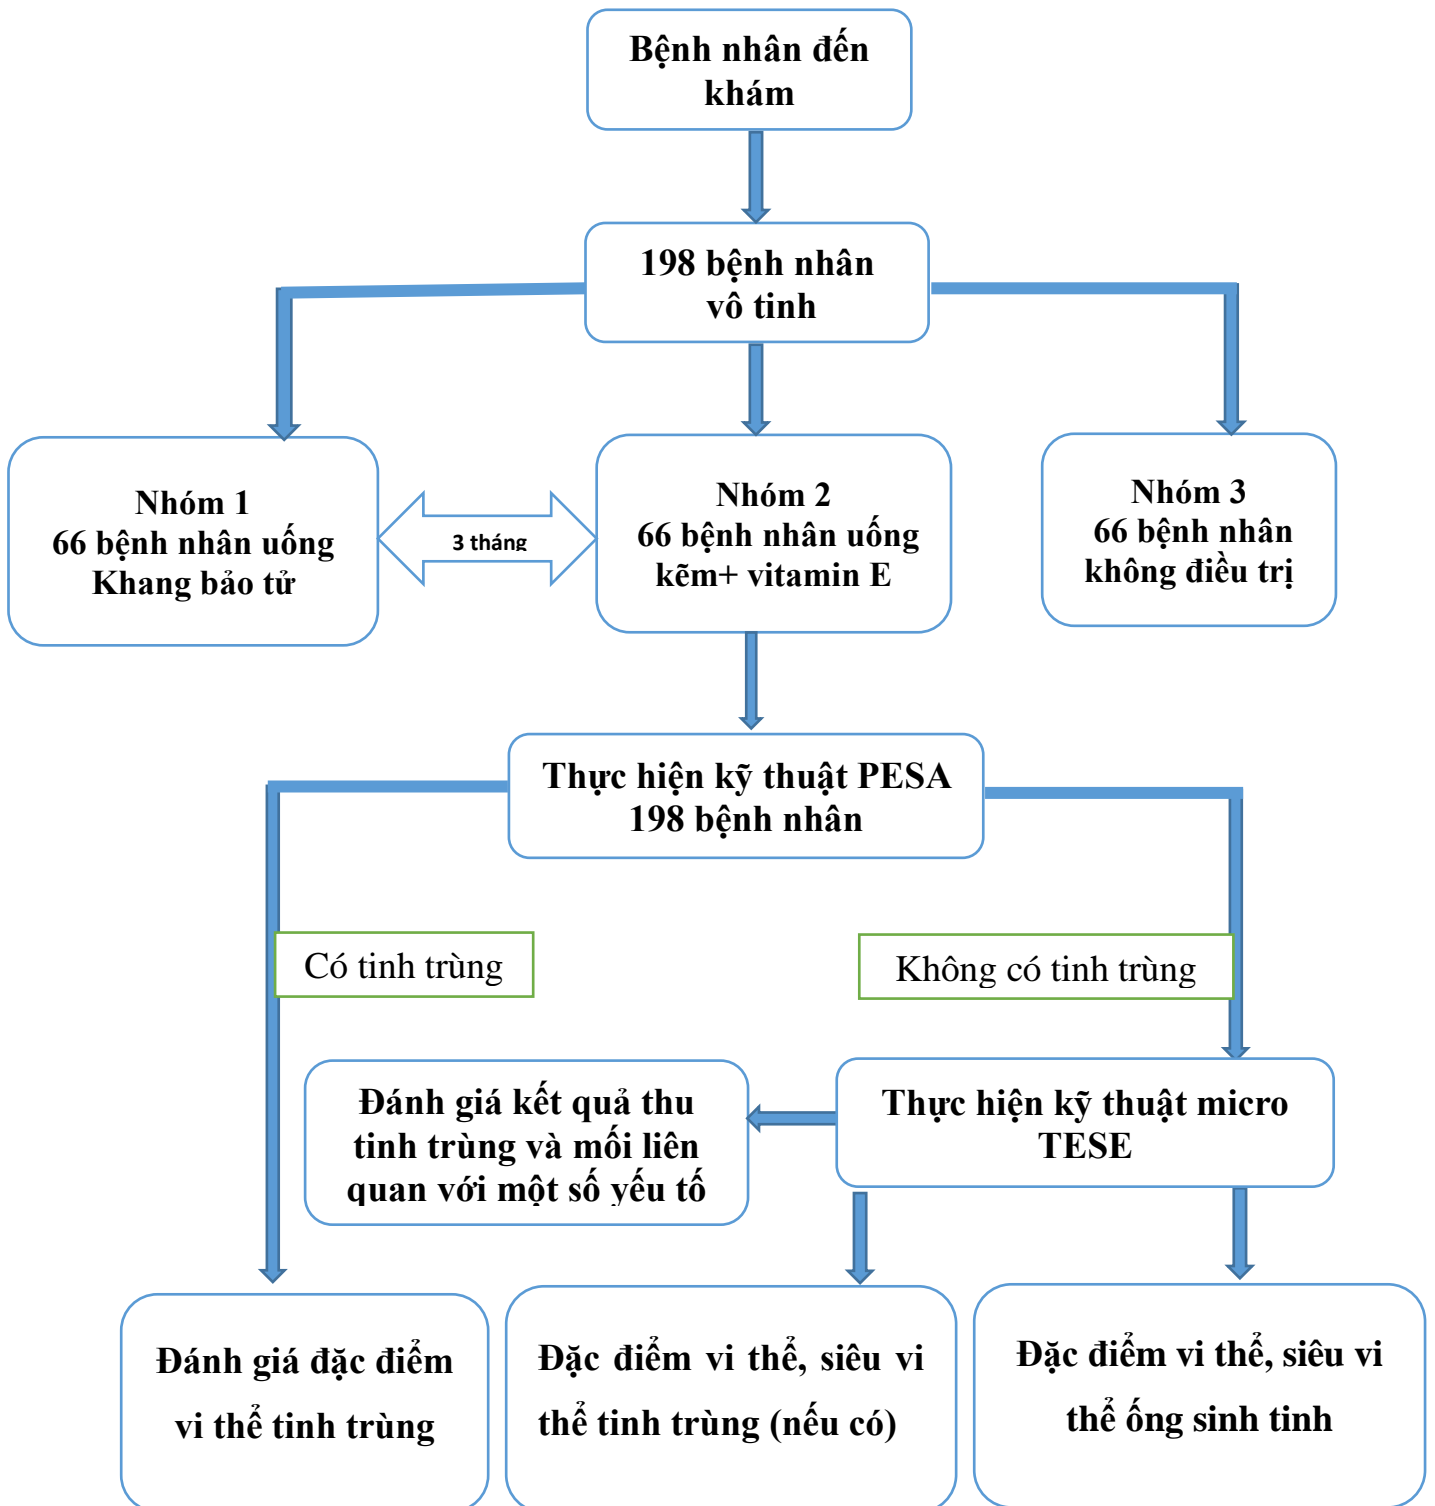 Bệnh nhân đến
khám
198 bệnh nhân
vô tinh
Nhóm 1
66 bệnh nhân uống
Khang bảo tử
3 tháng
Nhóm 2
66 bệnh nhân uống
kẽm+ vitamin E
Nhóm 3
66 bệnh nhân
không điều trị
Thực hiện kỹ thuật PESA
198 bệnh nhân
Có tinh trùng
Không có tinh trùng
Đánh giá kết quả thu
tinh trùng và mối liên
quan với một số yếu tố
Thực hiện kỹ thuật micro
TESE
Đánh giá đặc điểm
vi thể tinh trùng
Đặc điểm vi thể, siêu vi
thể tinh trùng (nếu có)
Đặc điểm vi thể, siêu vi
thể ống sinh tinh